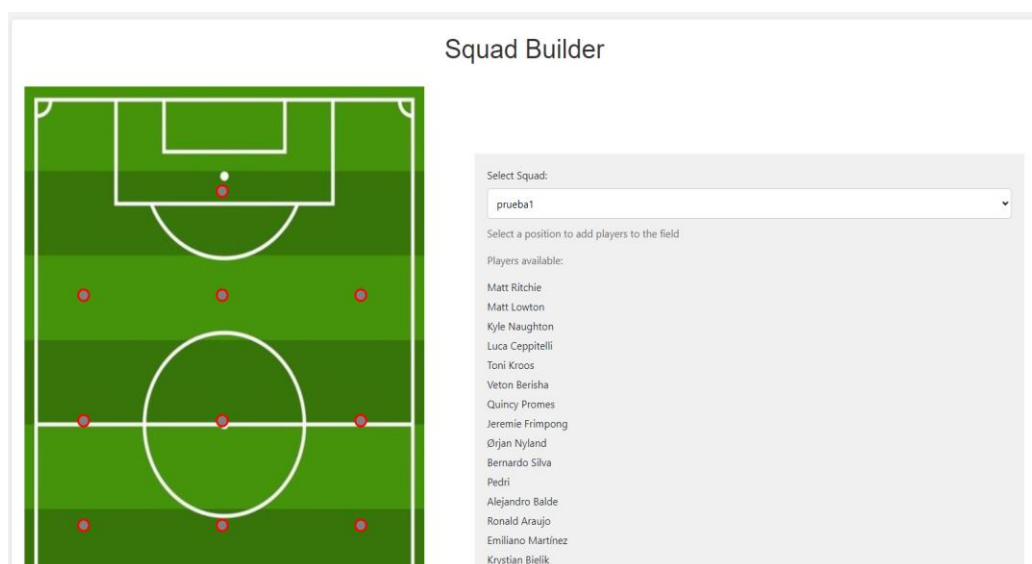 Squad Builder
Select Squad:
prueba1
Select a position to add players to the field
Players available:
Matt Ritchie
Matt Lowton
Kyle Naughton
Luca Ceppitelli
Toni Kroos
Veton Berisha
Quincy Promes
Jeremie Frimpong
Ørjan Nyland
Bernardo Silva
Pedri
Alejandro Balde
Ronald Araujo
Emiliano Martínez
Krystian Bielik